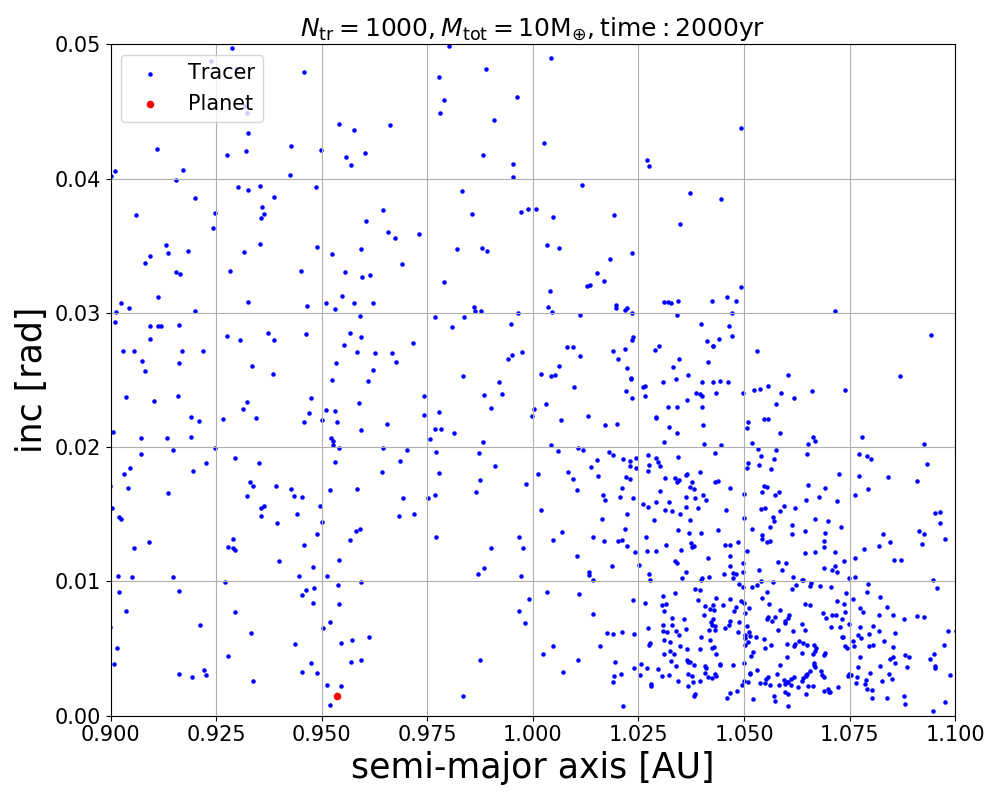 N_tr = 1000, M_tot = 10M_⊕, time : 2000yr
Tracer
Planet
0.05
0.04
0.03
0.02
0.01
0.00
inc [rad]
0.900 0.925 0.950 0.975 1.000 1.025 1.050 1.075 1.100
semi-major axis [AU]